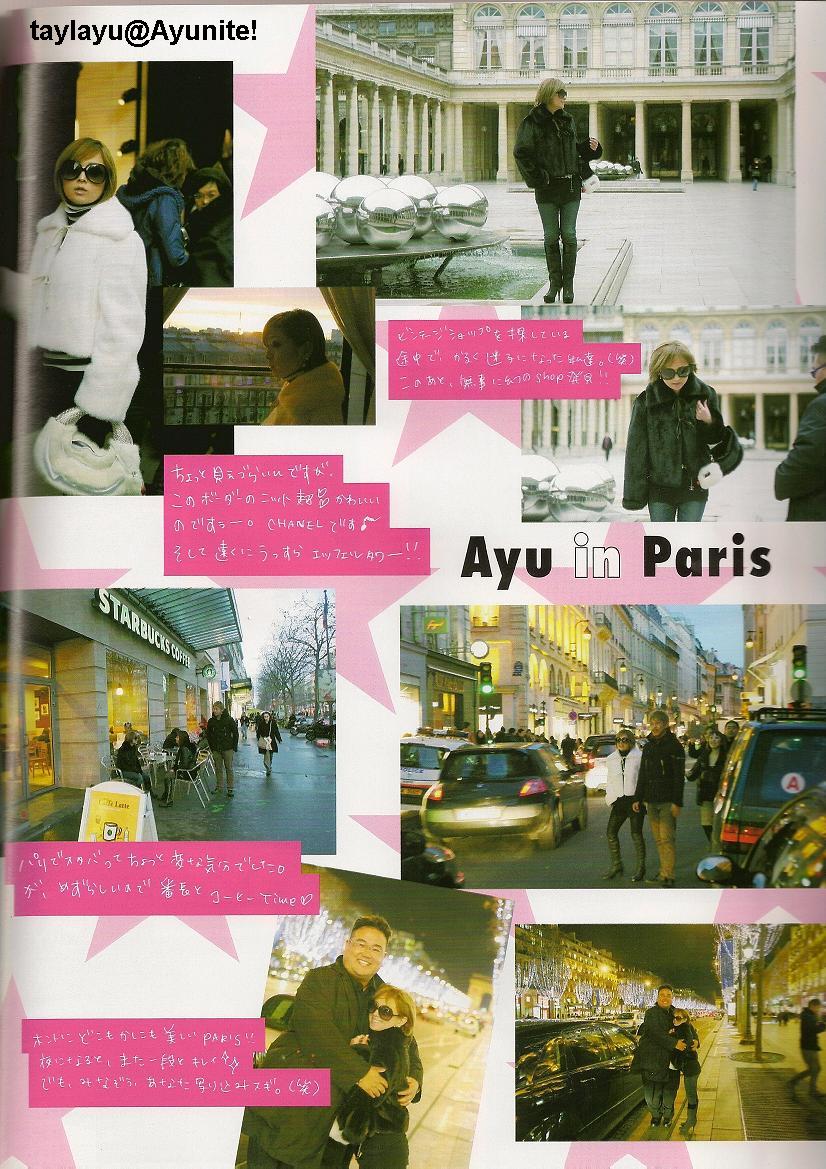 taylayu@Ayunite!
ビンテージショップを探している
途中で、かるく迷子になった私達。(笑)
このあと、無事に幻のshop発見!!
ちょっと見えづらいんですが、
このボーダーのニット超可かわいい
のですぅー。CHANELです
そして遠くにうっすらエッフェルタワー!!
Ayu in Paris
STARBUCKS COFFEE
Caffe Latte
A
パリでスタバってちょっと変な気分でした。
が、めずらしいので番長とコーヒーTime♡
ホントにどこもかしこも美しいPARIS!!
夜になると、また一段とキレイ
でも、みなぞう、あなた写り込みスギ。(笑)